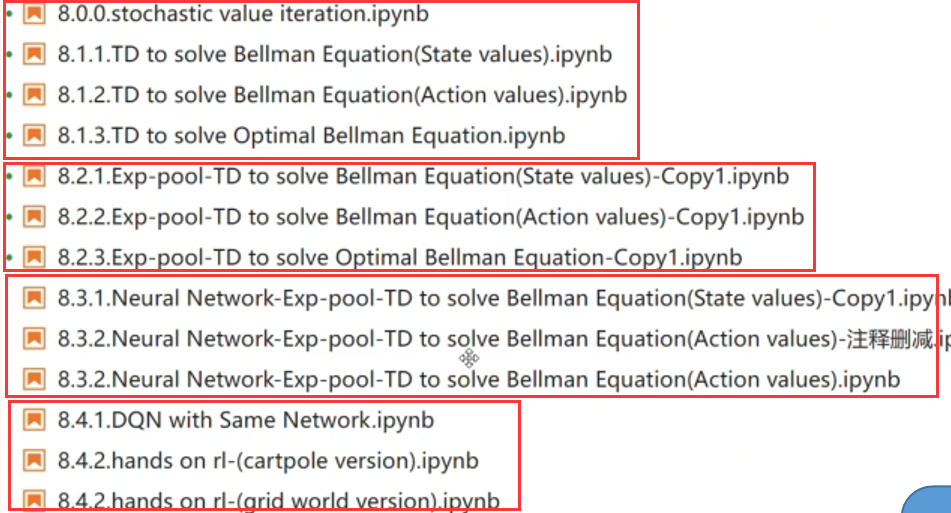 8.0.0.stochastic value iteration.ipynb
8.1.1.TD to solve Bellman Equation(State values).ipynb
8.1.2.TD to solve Bellman Equation(Action values).ipynb
8.1.3.TD to solve Optimal Bellman Equation.ipynb
8.2.1.Exp-pool-TD to solve Bellman Equation(State values)-Copy1.ipynb
8.2.2.Exp-pool-TD to solve Bellman Equation(Action values)-Copy1.ipynb
8.2.3.Exp-pool-TD to solve Optimal Bellman Equation-Copy1.ipynb
8.3.1.Neural Network-Exp-pool-TD to solve Bellman Equation(State values)-Copy1.ipyn
8.3.2.Neural Network-Exp-pool-TD to solve Bellman Equation(Action values)-注释删减.ip
8.3.2.Neural Network-Exp-pool-TD to solve Bellman Equation(Action values).ipynb
8.4.1.DQN with Same Network.ipynb
8.4.2.hands on rl-(cartpole version).ipynb
8.4.2.hands on rl-(grid world version).ipynb